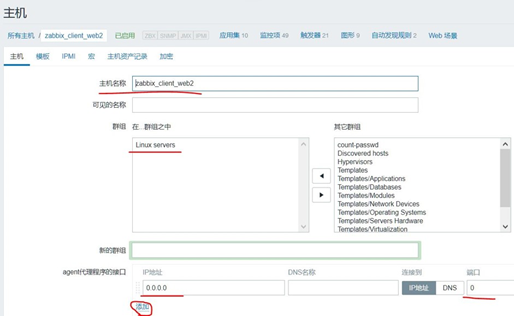 主机
所有主机 / zabbix_client_web2 已启用 ZBX SNMP JMX IPMI 应用集 10 监控项 49 触发器 21 图形 9 自动发现规则 2 Web 场景
主机 模板 IPMI 宏 主机资产记录 加密
主机名称 zabbix_client_web2
可见的名称
群组 在...群组之中 其它群组
Linux servers
count-passwd
Discovered hosts
Hypervisors
Templates
Templates/Applications
Templates/Databases
Templates/Modules
Templates/Network Devices
Templates/Operating Systems
Templates/Servers Hardware
Templates/Virtualization
新的群组
agent代理程序的接口 IP地址 DNS名称 连接到 端口
0.0.0.0 IP地址 DNS 0
添加